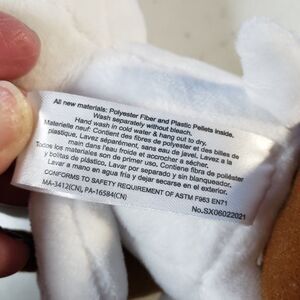 All new materials: Polyester Fiber and Plastic Pellets inside.
Wash separately without bleach.
Hand wash in cold water & hang out to dry.
Materielle neuf: Contient des fibres de polyester et des billes de
plastique, Lavez séparement, sans eau de javel. Lavez a la
main dans l'eau froide et accrocher a sécher.
Todos los materiales son de primer uso. Contiene fibra de poliéster
y bolitas de plástico. Lavar por separado y sin blanqueador.
Lavar a mano en agua fria y dejar secarse en el exterior.
CONFORMS TO SAFETY REQUIREMENT OF ASTM F963 EN71
MA-3412(CN), PA-16584(CN)
No.SX06022021